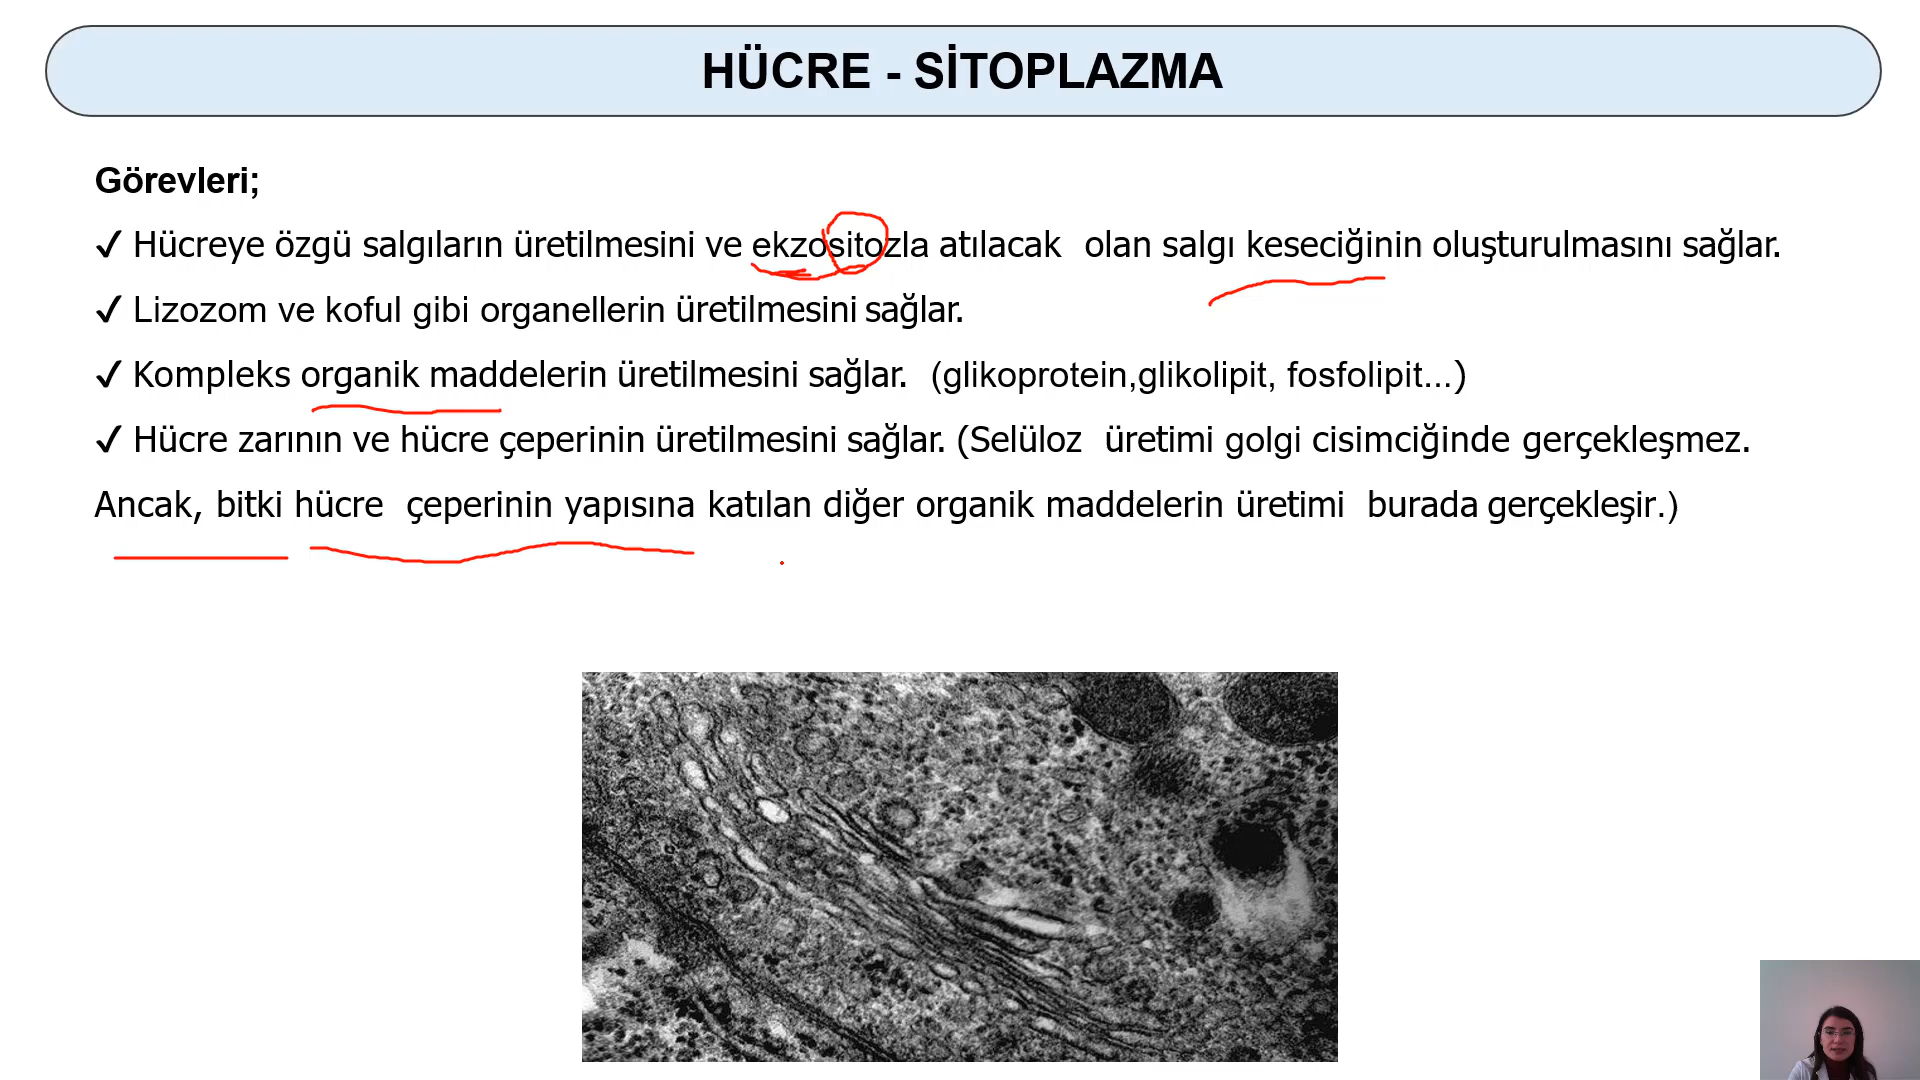 HÜCRE - SİTOPLAZMA
Görevleri;
✓ Hücreye özgü salgıların üretilmesini ve ekzositozla atılacak olan salgı keseciğinin oluşturulmasını sağlar.
✓ Lizozom ve koful gibi organellerin üretilmesini sağlar.
✓ Kompleks organik maddelerin üretilmesini sağlar. (glikoprotein,glikolipit, fosfolipit...)
✓ Hücre zarının ve hücre çeperinin üretilmesini sağlar. (Selüloz üretimi golgi cisimciğinde gerçekleşmez.
Ancak, bitki hücre çeperinin yapısına katılan diğer organik maddelerin üretimi burada gerçekleşir.)